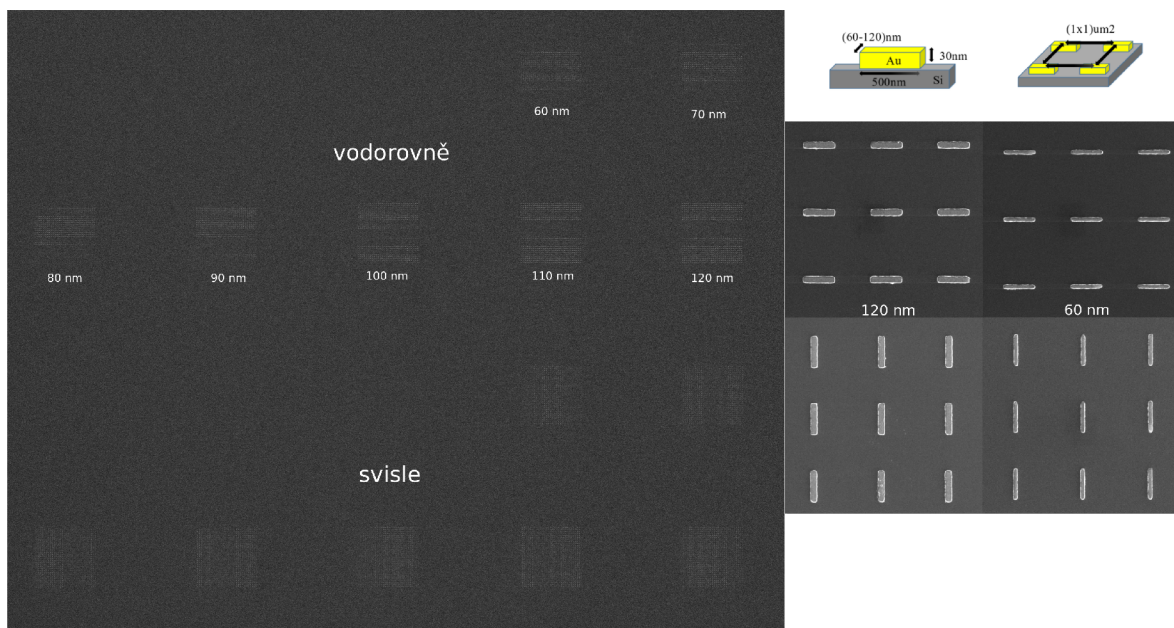 60 nm
70 nm
vodorovně
80 nm
90 nm
100 nm
110 nm
120 nm
svisle
(60-120)nm
30nm
Au
500nm
Si
(1x1)um2
120 nm
60 nm